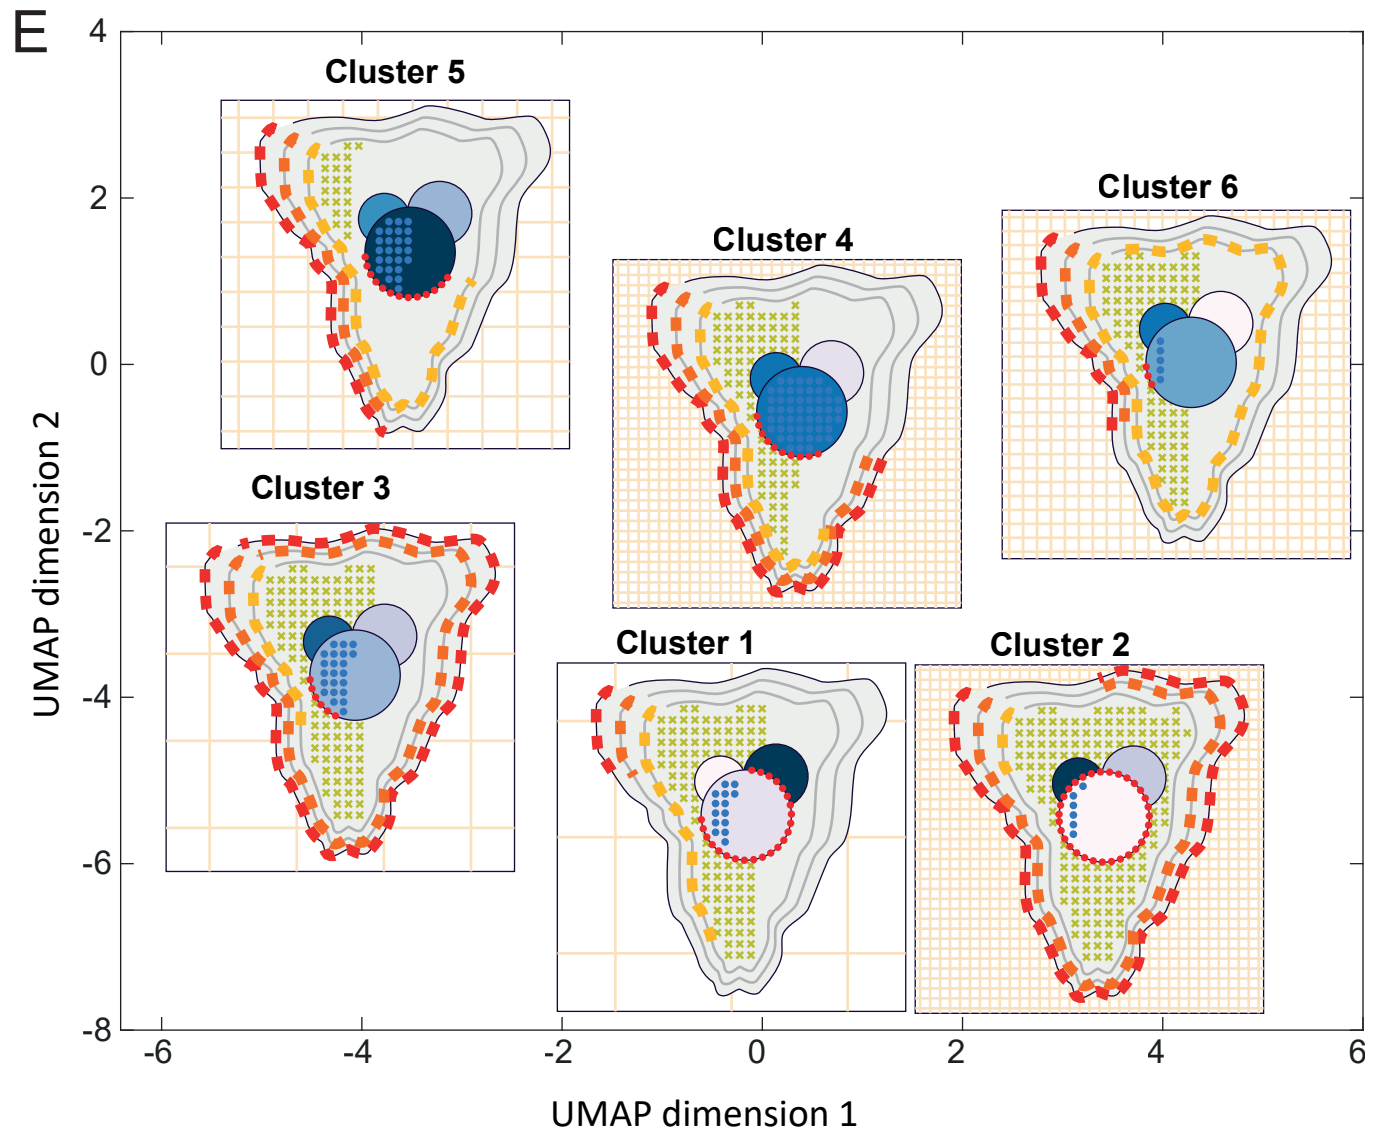 E
Cluster 5
Cluster 6
Cluster 4
Cluster 3
Cluster 1
Cluster 2
4
2
0
-2
-4
-6
-8
UMAP dimension 2
-6
-4
-2
0
2
4
6
UMAP dimension 1